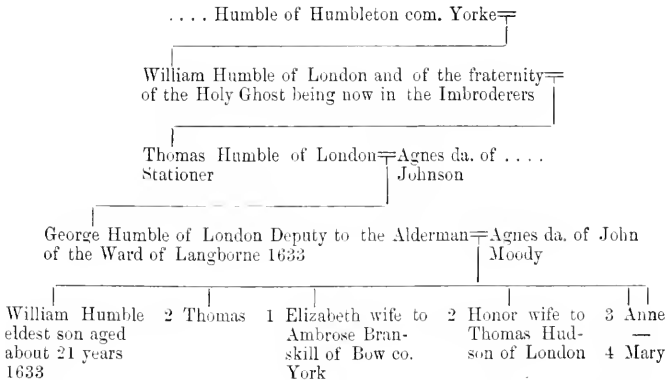 .... Humble of Humbleton com. Yorke
William Humble of London and of the fraternity
of the Holy Ghost being now in the Imbroderers
Thomas Humble of London Agnes da. of ....
Stationer Johnson
George Humble of London Deputy to the Alderman Agnes da. of John
of the Ward of Langborne 1633 Moody
William Humble 2 Thomas 1 Elizabeth wife to 2 Honor wife to 3 Anne
eldest son aged Ambrose Bran- Thomas Hud- —
about 21 years skill of Bow co. son of London 4 Mary
1633 York